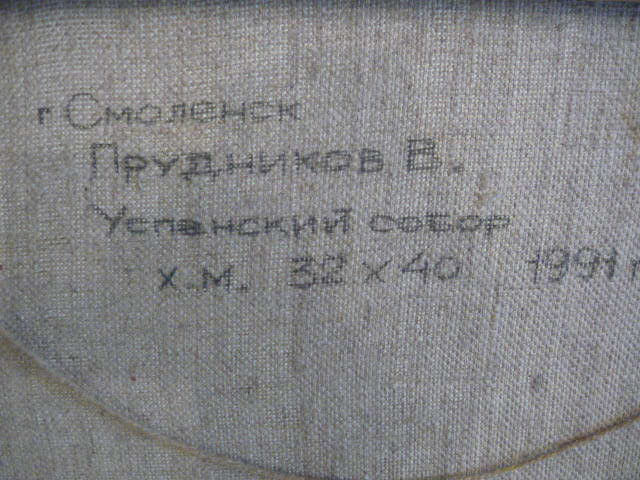 г Смоленск
Прудников В.
Успенский собор
х.м. 32 х 40 1991 г